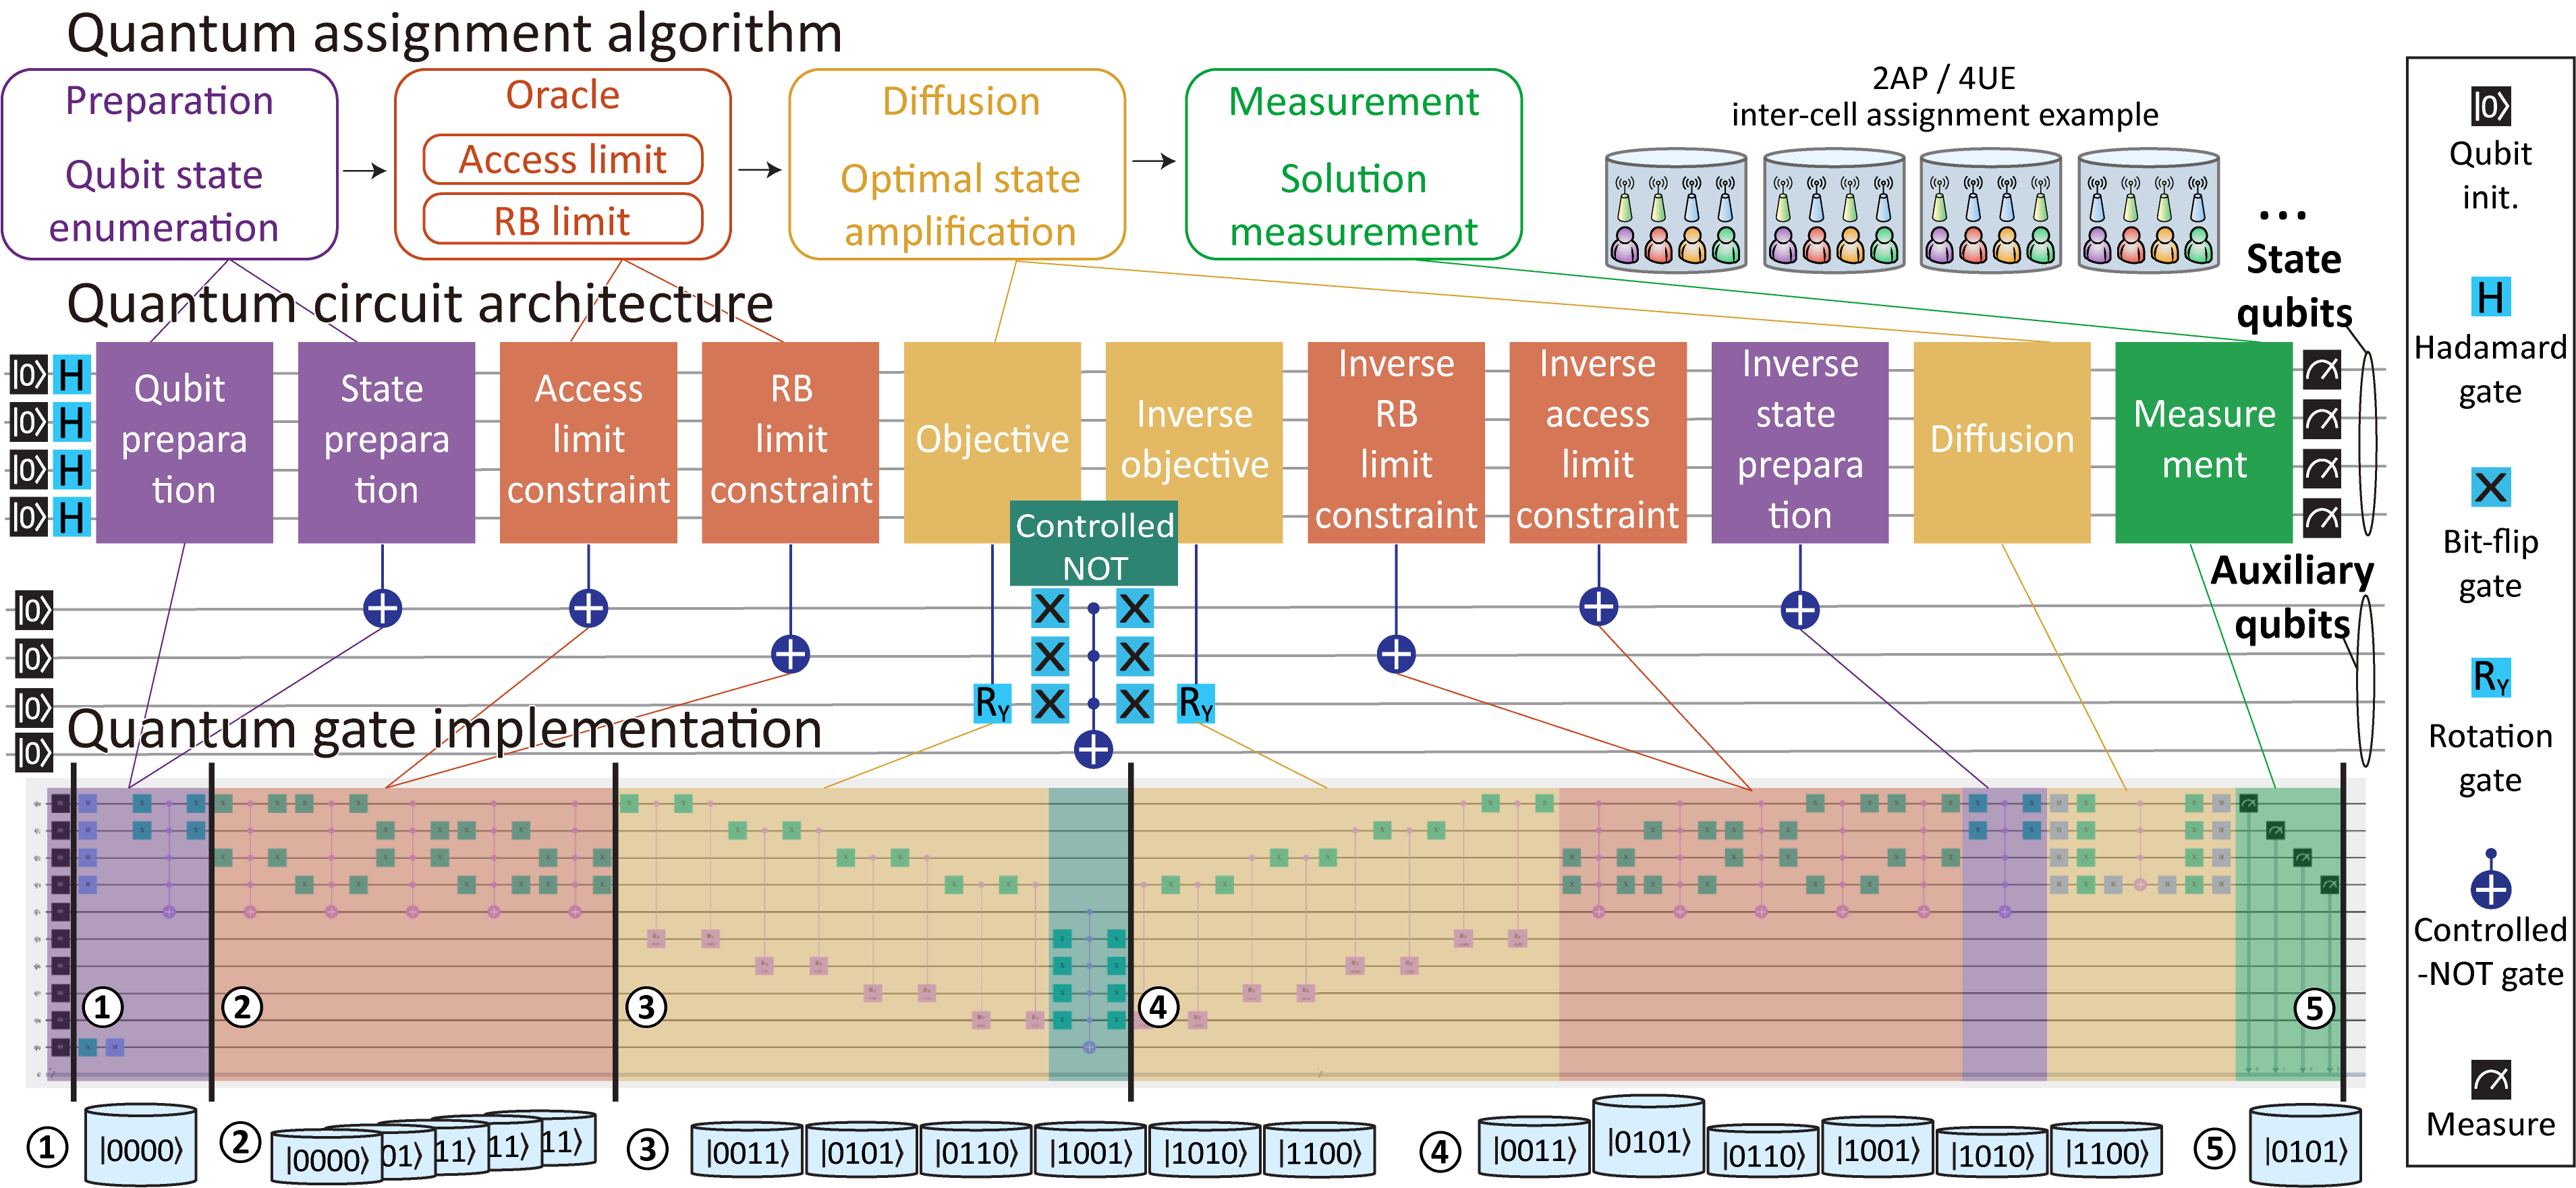 Quantum assignment algorithm
Preparation
Qubit state
enumeration
Oracle
Access limit
RB limit
Diffusion
Optimal state
amplification
Measurement
Solution
measurement
2AP / 4UE
inter-cell assignment example
...
State
qubits
Quantum circuit architecture
|0⟩ H
|0⟩ H
|0⟩ H
|0⟩ H
Qubit
prepara
tion
State
prepara
tion
Access
limit
constraint
RB
limit
constraint
Objective
Inverse
objective
Controlled
NOT
Inverse
RB
limit
constraint
Inverse
access
limit
constraint
Inverse
state
prepara
tion
Diffusion
Measure
ment
Auxiliary
qubits
|0⟩ X X
|0⟩ X X
|0⟩ RY X X RY
|0⟩
Quantum gate implementation
① ② ③ ④ ⑤
① |0000⟩
② |0000⟩ 01⟩ 11⟩ 11⟩ 11⟩
③ |0011⟩ |0101⟩ |0110⟩ |1001⟩ |1010⟩ |1100⟩
④ |0011⟩ |0101⟩ |0110⟩ |1001⟩ |1010⟩ |1100⟩
⑤ |0101⟩
|0⟩
Qubit
init.
H
Hadamard
gate
X
Bit-flip
gate
RY
Rotation
gate
Controlled
-NOT gate
Measure